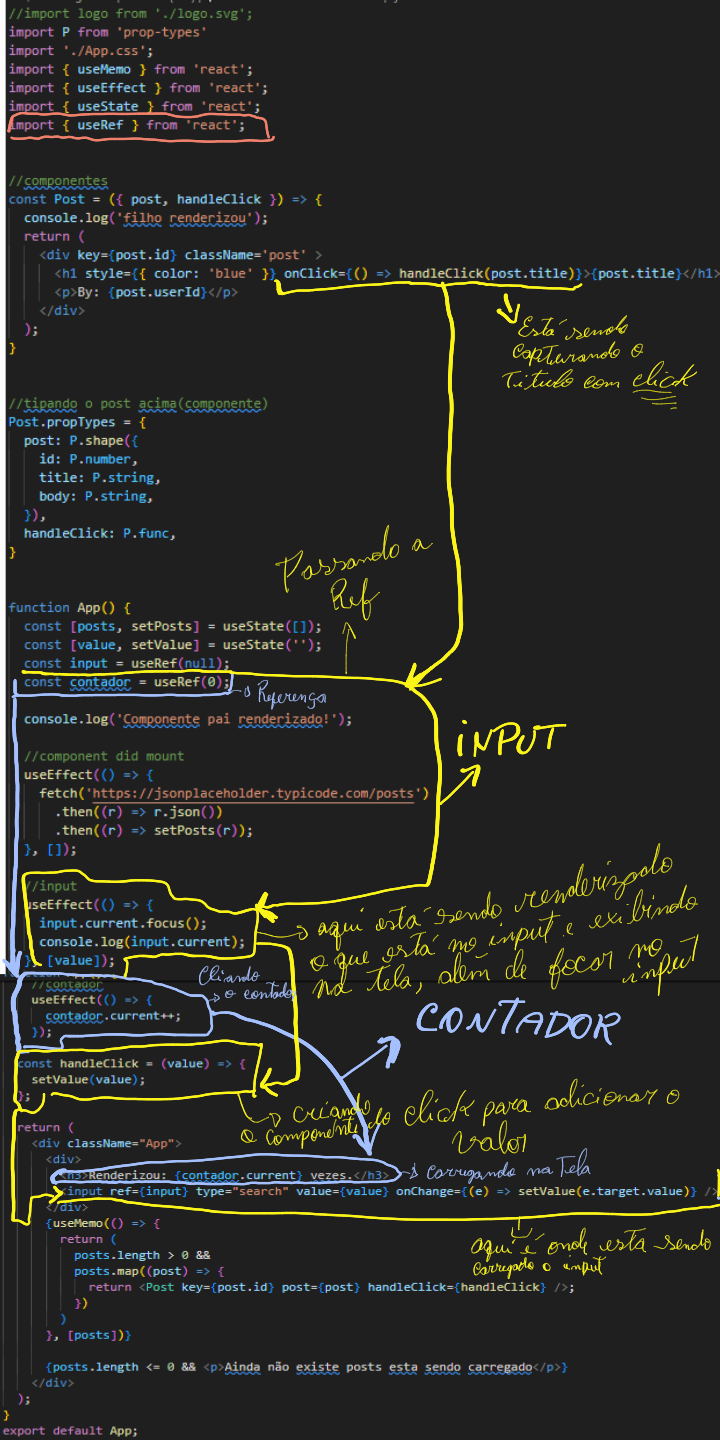 //import logo from './logo.svg';
import P from 'prop-types'
import './App.css';
import { useMemo } from 'react';
import { useEffect } from 'react';
import { useState } from 'react';
import { useRef } from 'react';
//componentes
const Post = ({ post, handleClick }) => {
console.log('filho renderizou');
return (
<div key={post.id} className='post' >
<h1 style={{ color: 'blue' }} onClick={() => handleClick(post.title)}>{post.title}</h1>
<p>By: {post.userId}</p>
</div>
);
}
Está sendo
capturando o
Titulo com click
//tipando o post acima(componente)
Post.propTypes = {
post: P.shape({
id: P.number,
title: P.string,
body: P.string,
}),
handleClick: P.func,
}
Passando a
Ref
function App() {
const [posts, setPosts] = useState([]);
const [value, setValue] = useState('');
const input = useRef(null);
const contador = useRef(0);
Referença
console.log('Componente pai renderizado!');
INPUT
//component did mount
useEffect(() => {
fetch('https://jsonplaceholder.typicode.com/posts')
.then((r) => r.json())
.then((r) => setPosts(r));
}, []);
//input
useEffect(() => {
input.current.focus();
console.log(input.current);
}, [value]);
aqui está sendo renderizado
o que está no input e exibindo
na tela, além de focar no
input
//contador
useEffect(() => {
contador.current++;
});
Criando
o contado
CONTADOR
const handleClick = (value) => {
setValue(value);
};
Criando
o componente do click para adicionar o
valor
return (
<div className="App">
<div>
<h3>Renderizou: {contador.current} vezes.</h3>
Carregando na Tela
<input ref={input} type="search" value={value} onChange={(e) => setValue(e.target.value)} />
</div>
aqui é onde esta sendo
carregado o input
{useMemo(() => {
return (
posts.length > 0 &&
posts.map((post) => {
return <Post key={post.id} post={post} handleClick={handleClick} />;
})
)
}, [posts])}
{posts.length <= 0 && <p>Ainda não existe posts esta sendo carregado</p>}
</div>
);
}
export default App;